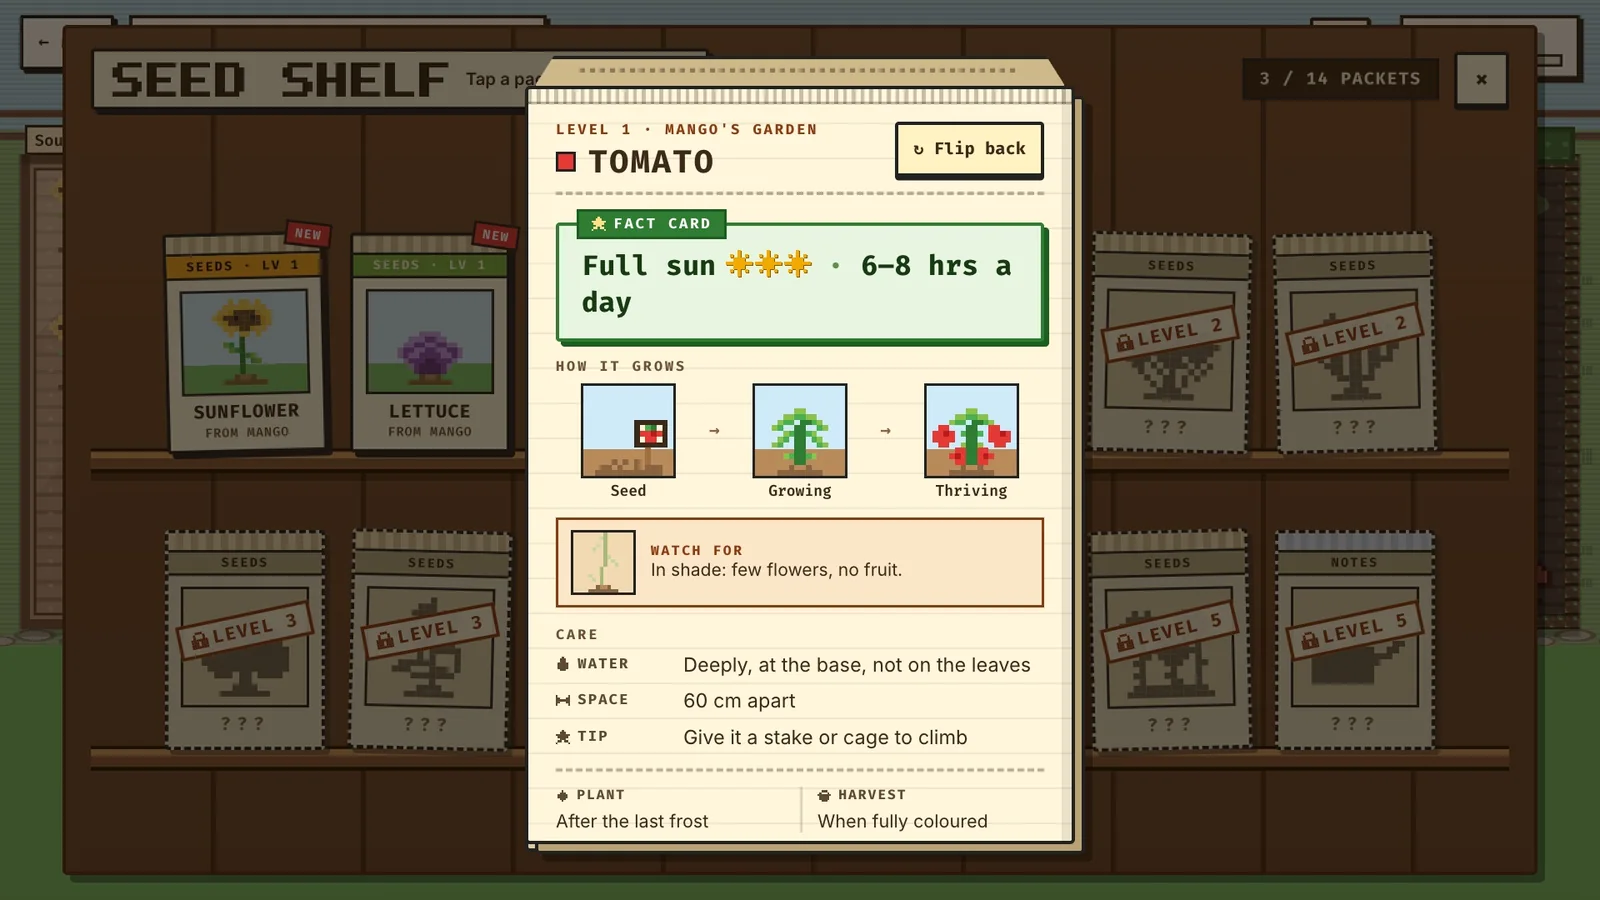 ←
SEED SHELF Tap a pac
3 / 14 PACKETS
×
Sou
LEVEL 1 · MANGO'S GARDEN
TOMATO
↻ Flip back
FACT CARD
Full sun · 6–8 hrs a
day
HOW IT GROWS
→ →
Seed Growing Thriving
WATCH FOR
In shade: few flowers, no fruit.
CARE
WATER Deeply, at the base, not on the leaves
SPACE 60 cm apart
TIP Give it a stake or cage to climb
PLANT
After the last frost
HARVEST
When fully coloured
NEW
SEEDS · LV 1
SUNFLOWER
FROM MANGO
NEW
SEEDS · LV 1
LETTUCE
FROM MANGO
SEEDS
LEVEL 2
???
SEEDS
LEVEL 2
???
SEEDS
LEVEL 3
???
SEEDS
LEVEL 3
???
SEEDS
LEVEL 5
???
NOTES
LEVEL 5
???